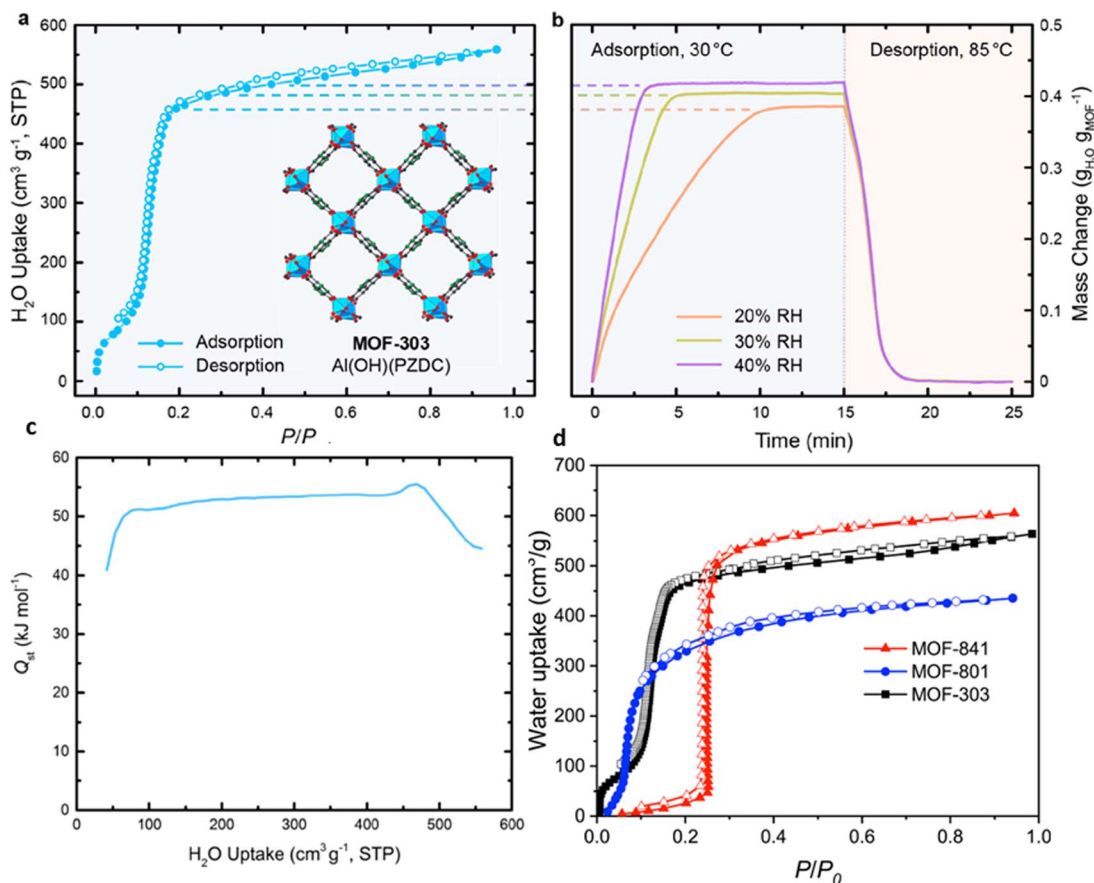 a
600
500
400
300
200
100
0
H₂O Uptake (cm³ g⁻¹, STP)
Adsorption
Desorption
MOF-303
Al(OH)(PZDC)
0.0 0.2 0.4 0.6 0.8 1.0
P/P
b
Adsorption, 30 °C
Desorption, 85 °C
20% RH
30% RH
40% RH
0.5
0.4
0.3
0.2
0.1
0
Mass Change (g_H₂O g_MOF⁻¹)
0 5 10 15 20 25
Time (min)
c
60
50
40
30
20
10
0
Qst (kJ mol⁻¹)
0 100 200 300 400 500 600
H₂O Uptake (cm³ g⁻¹, STP)
d
700
600
500
400
300
200
100
0
Water uptake (cm³/g)
MOF-841
MOF-801
MOF-303
0.0 0.2 0.4 0.6 0.8 1.0
P/P₀